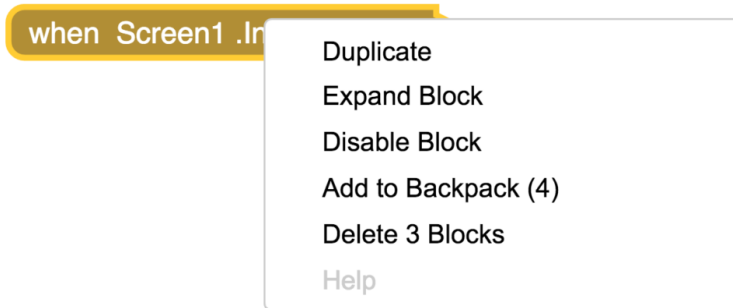 when Screen1 .In
Duplicate
Expand Block
Disable Block
Add to Backpack (4)
Delete 3 Blocks
Help